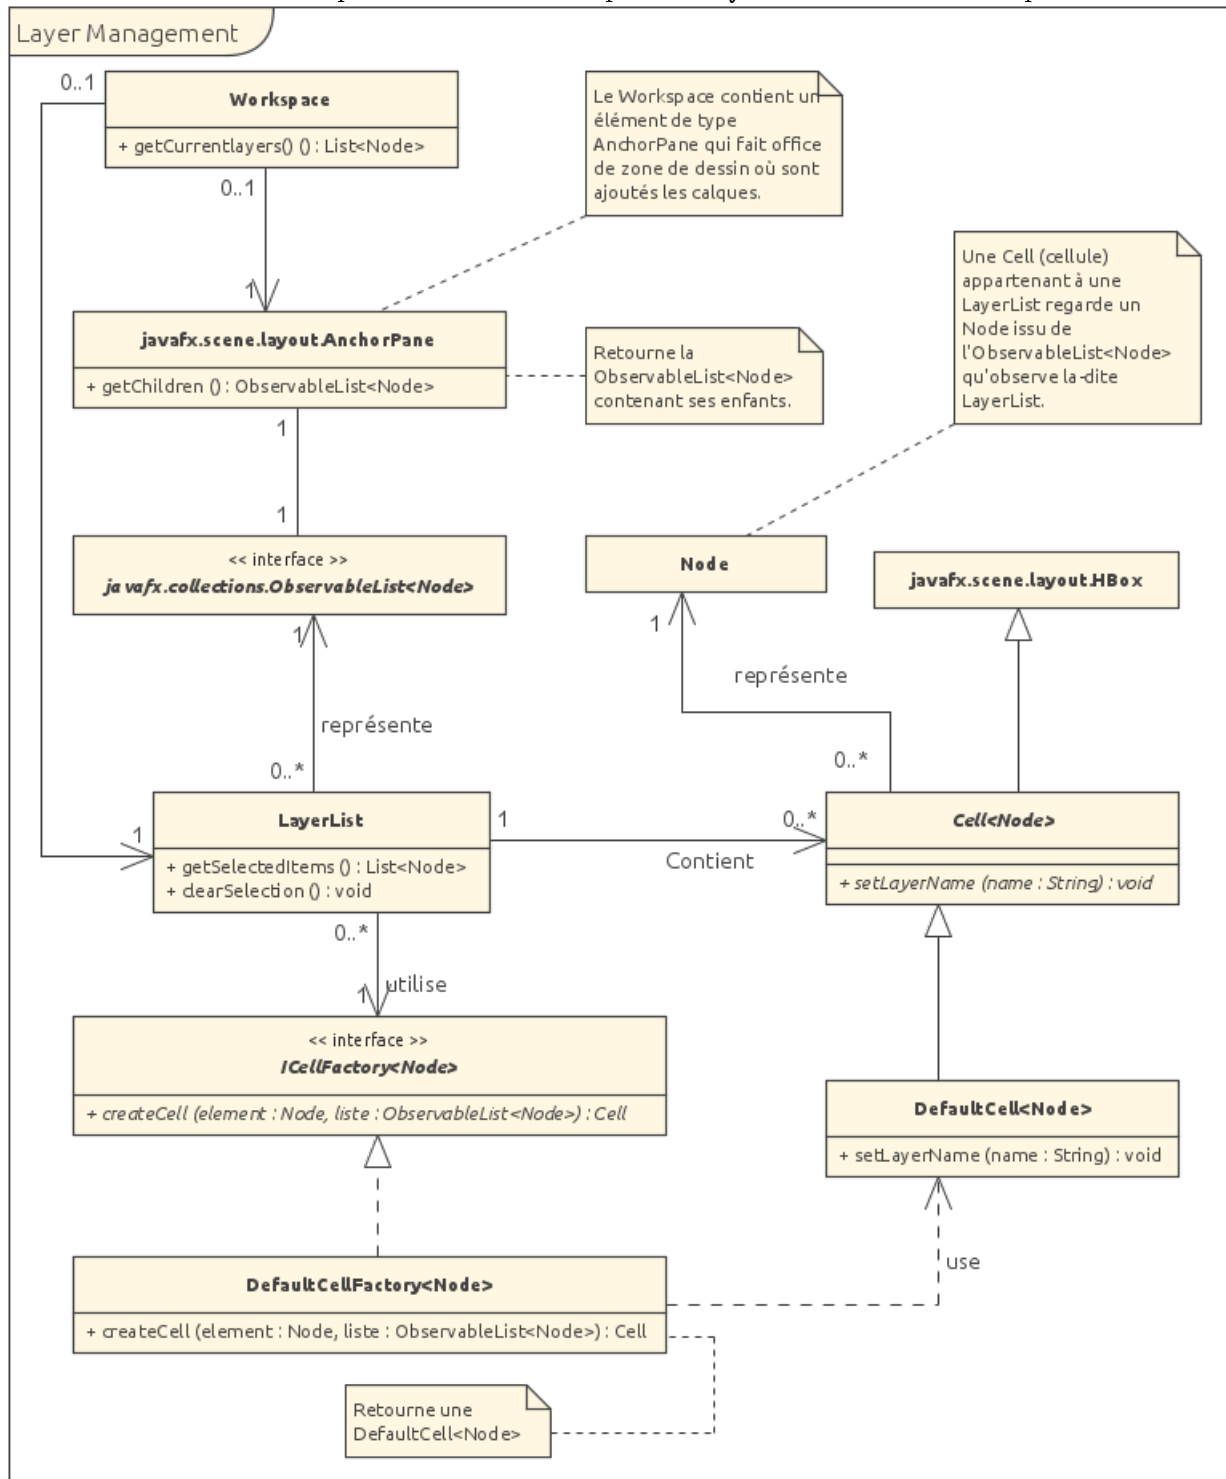 Layer Management
0..1
Workspace
+ getCurrentlayers() () : List<Node>
0..1
1
Le Workspace contient un
élément de type
AnchorPane qui fait office
de zone de dessin où sont
ajoutés les calques.
Une Cell (cellule)
appartenant à une
LayerList regarde un
Node issu de
l'ObservableList<Node>
qu'observe la-dite
LayerList.
javafx.scene.layout.AnchorPane
+ getChildren () : ObservableList<Node>
Retourne la
ObservableList<Node>
contenant ses enfants.
1
1
<< interface >>
javafx.collections.ObservableList<Node>
Node
javafx.scene.layout.HBox
1
1
représente
représente
0..*
0..*
1
LayerList
+ getSelectedItems () : List<Node>
+ clearSelection () : void
1
0..*
Contient
Cell<Node>
+ setLayerName (name : String) : void
0..*
1
utilise
<< interface >>
ICellFactory<Node>
+ createCell (element : Node, liste : ObservableList<Node>) : Cell
DefaultCell<Node>
+ setLayerName (name : String) : void
use
DefaultCellFactory<Node>
+ createCell (element : Node, liste : ObservableList<Node>) : Cell
Retourne une
DefaultCell<Node>